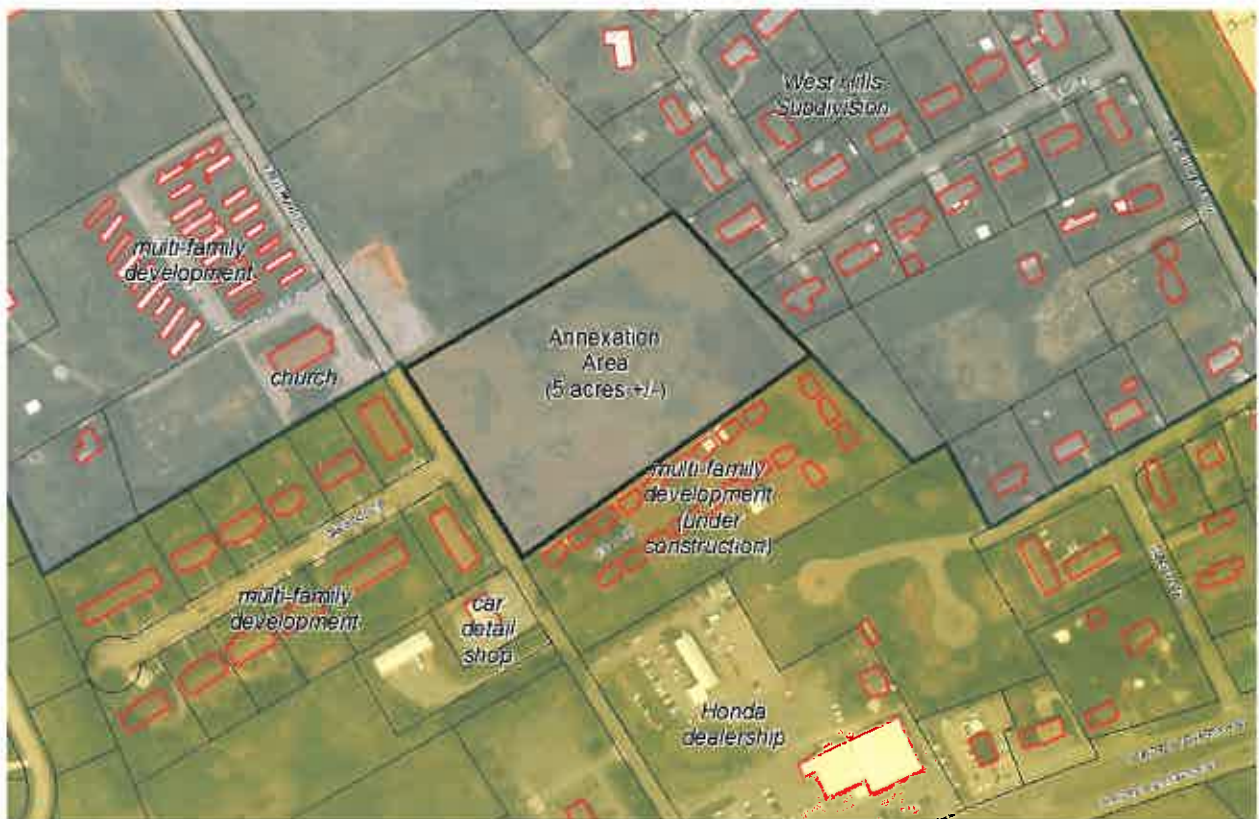 West Hills
Subdivision
multi-family
development
church
Annexation
Area
(5 acres +/-)
multi-family
development
(under
construction)
multi-family
development
car
detail
shop
Honda
dealership